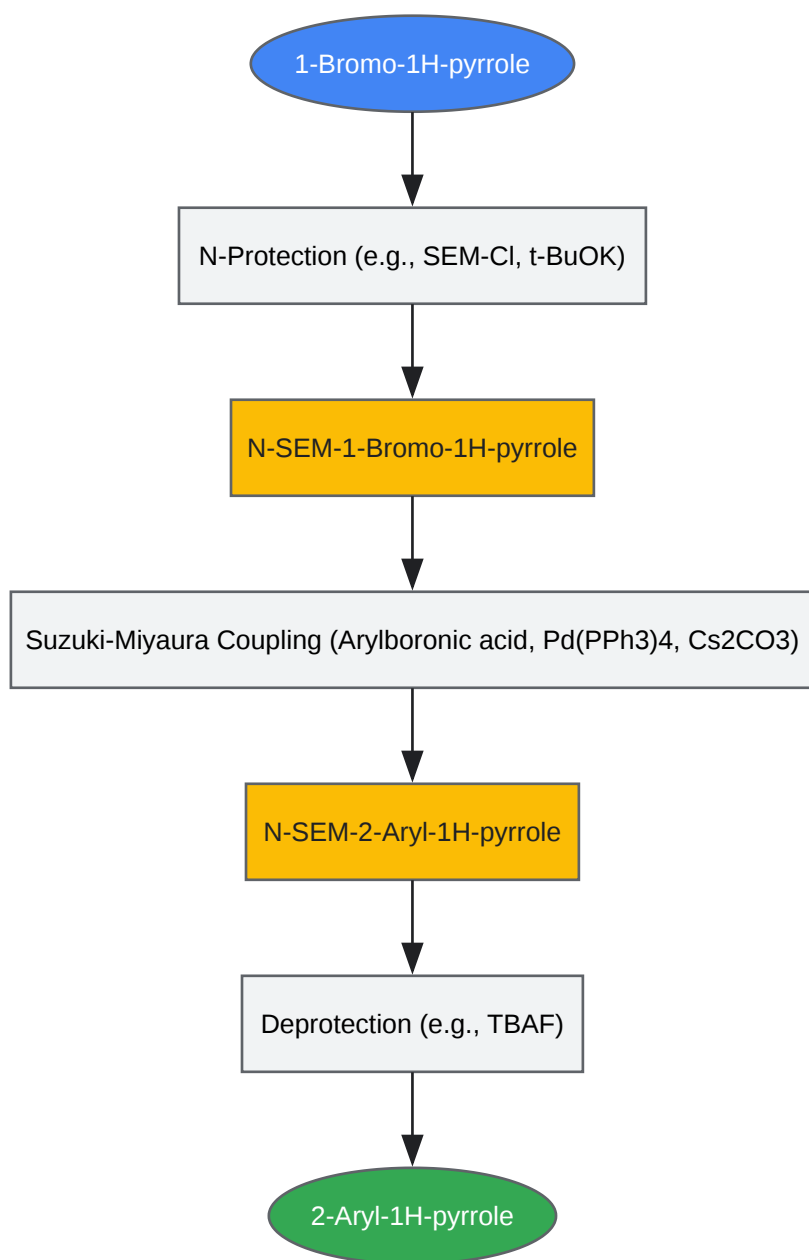 1-Bromo-1H-pyrrole
N-Protection (e.g., SEM-Cl, t-BuOK)
N-SEM-1-Bromo-1H-pyrrole
Suzuki-Miyaura Coupling (Arylboronic acid, Pd(PPh3)4, Cs2CO3)
N-SEM-2-Aryl-1H-pyrrole
Deprotection (e.g., TBAF)
2-Aryl-1H-pyrrole